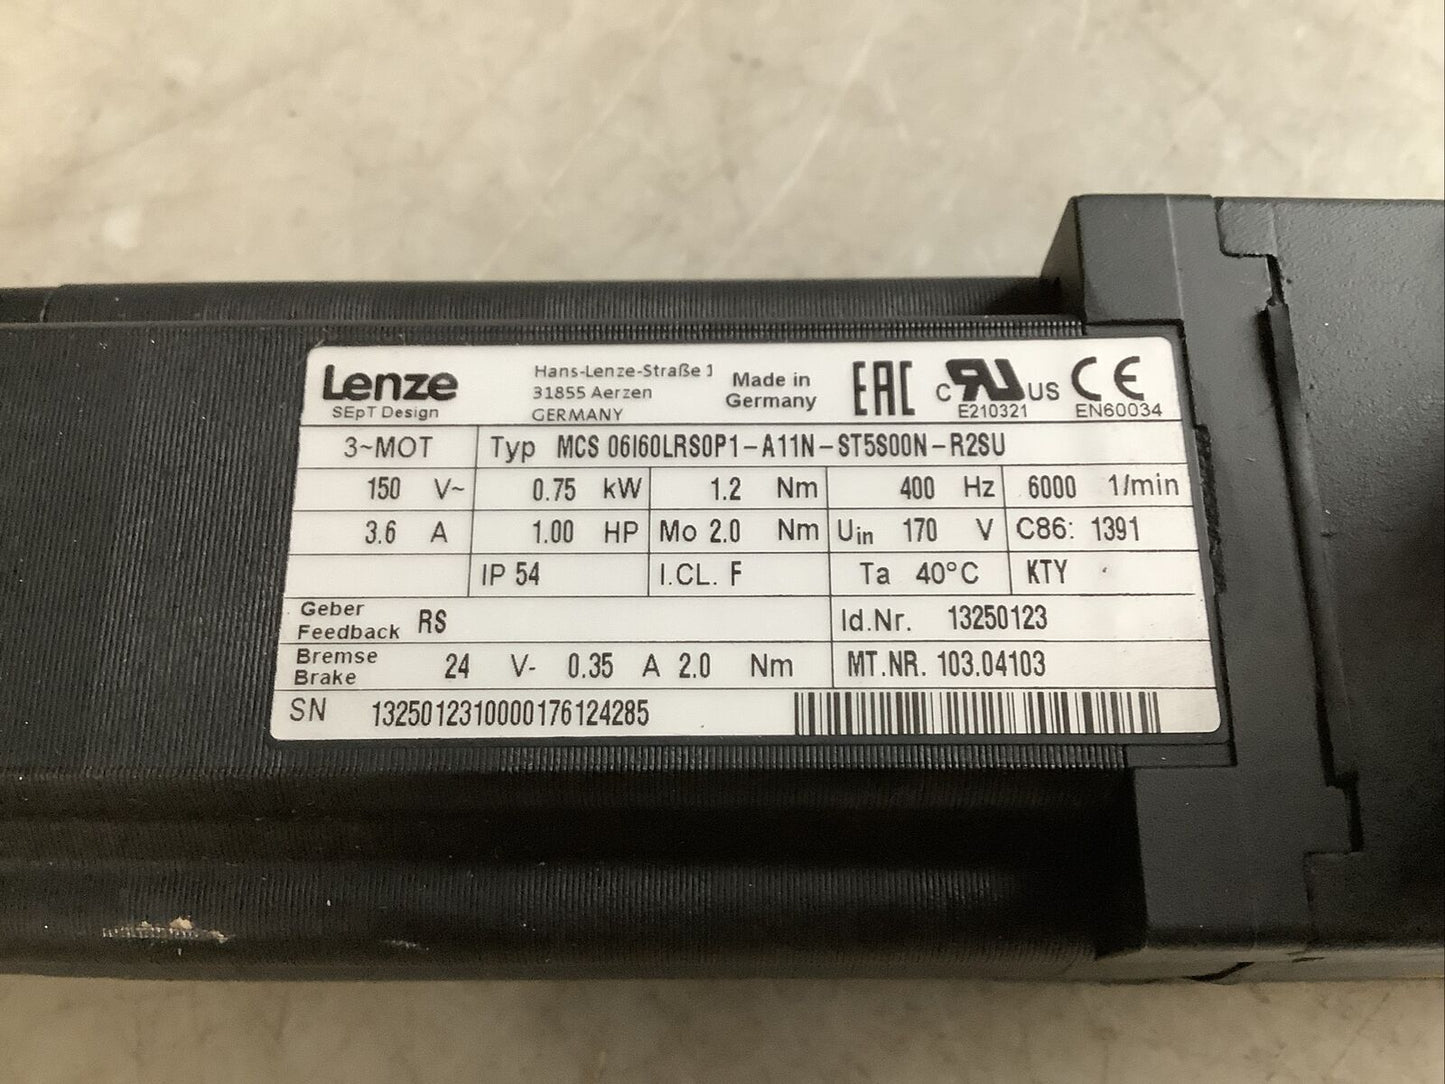 Lenze
SEpT Design
Hans-Lenze-Straße 1
31855 Aerzen
GERMANY
Made in
Germany
EAC
C RU US
E210321
CE
EN60034
3~MOT Typ MCS 06I60LRS0P1-A11N-ST5S00N-R2SU
150 V~ 0.75 kW 1.2 Nm 400 Hz 6000 1/min
3.6 A 1.00 HP Mo 2.0 Nm Uin 170 V C86: 1391
IP 54 I.CL. F Ta 40°C KTY
Geber
Feedback RS Id.Nr. 13250123
Bremse
Brake 24 V- 0.35 A 2.0 Nm MT.NR. 103.04103
SN 1325012310000176124285